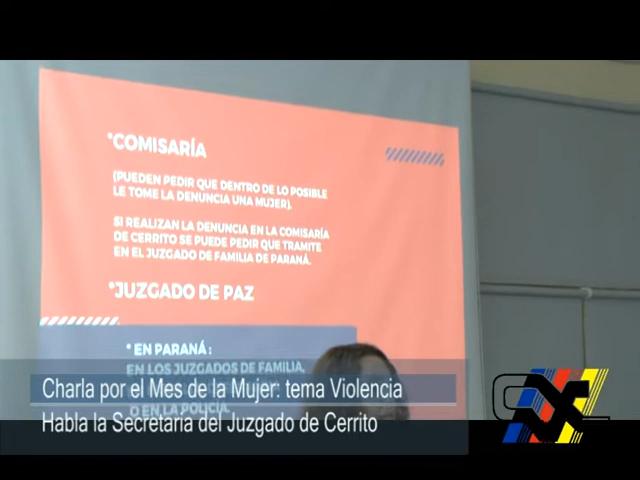 *COMISARÍA
(PUEDEN PEDIR QUE DENTRO DE LO POSIBLE
LE TOME LA DENUNCIA UNA MUJER).
SI REALIZAN LA DENUNCIA EN LA COMISARÍA
DE CERRITO SE PUEDE PEDIR QUE TRAMITE
EN EL JUZGADO DE FAMILIA DE PARANÁ.
*JUZGADO DE PAZ
* EN PARANÁ:
EN LOS JUZGADOS DE FAMILIA,
O EN LA POLICÍA.
Charla por el Mes de la Mujer: tema Violencia
Habla la Secretaria del Juzgado de Cerrito